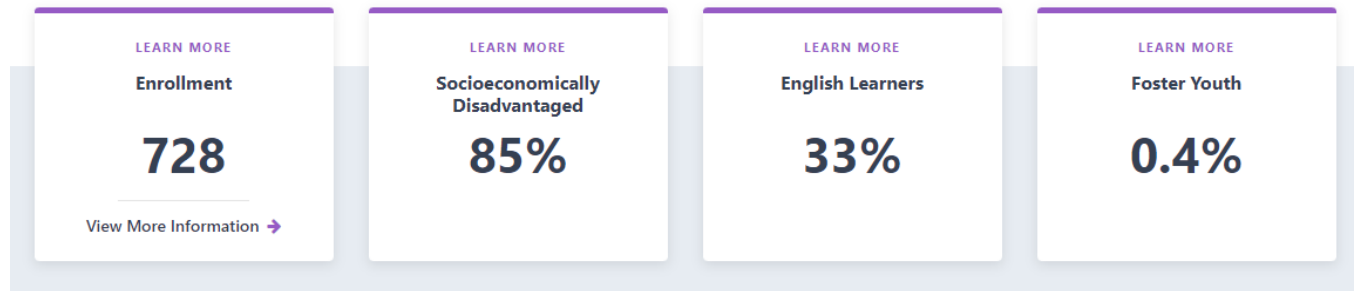 LEARN MORE
Enrollment
728
View More Information
LEARN MORE
Socioeconomically
Disadvantaged
85%
LEARN MORE
English Learners
33%
LEARN MORE
Foster Youth
0.4%